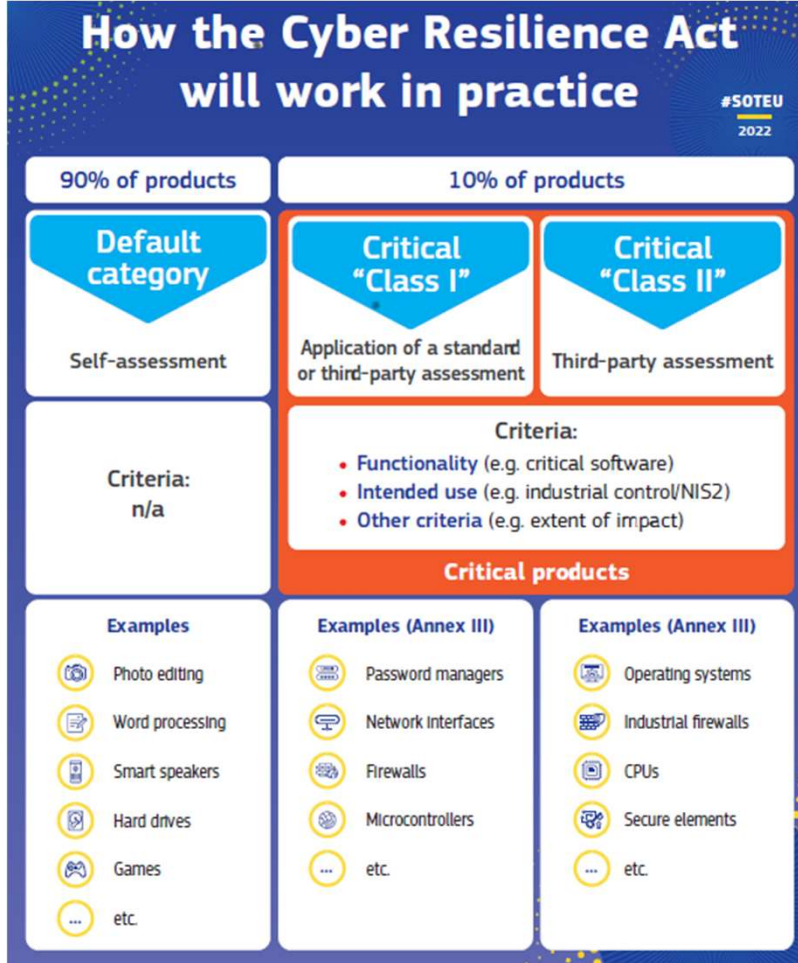 How the Cyber Resilience Act
will work in practice
#SOTEU
2022
90% of products
10% of products
Default
category
Self-assessment
Critical
“Class I”
Application of a standard
or third-party assessment
Critical
“Class II”
Third-party assessment
Criteria:
n/a
Criteria:
• Functionality (e.g. critical software)
• Intended use (e.g. industrial control/NIS2)
• Other criteria (e.g. extent of impact)
Critical products
Examples
Photo editing
Word processing
Smart speakers
Hard drives
Games
... etc.
Examples (Annex III)
Password managers
Network interfaces
Firewalls
Microcontrollers
... etc.
Examples (Annex III)
Operating systems
Industrial firewalls
CPUs
Secure elements
... etc.